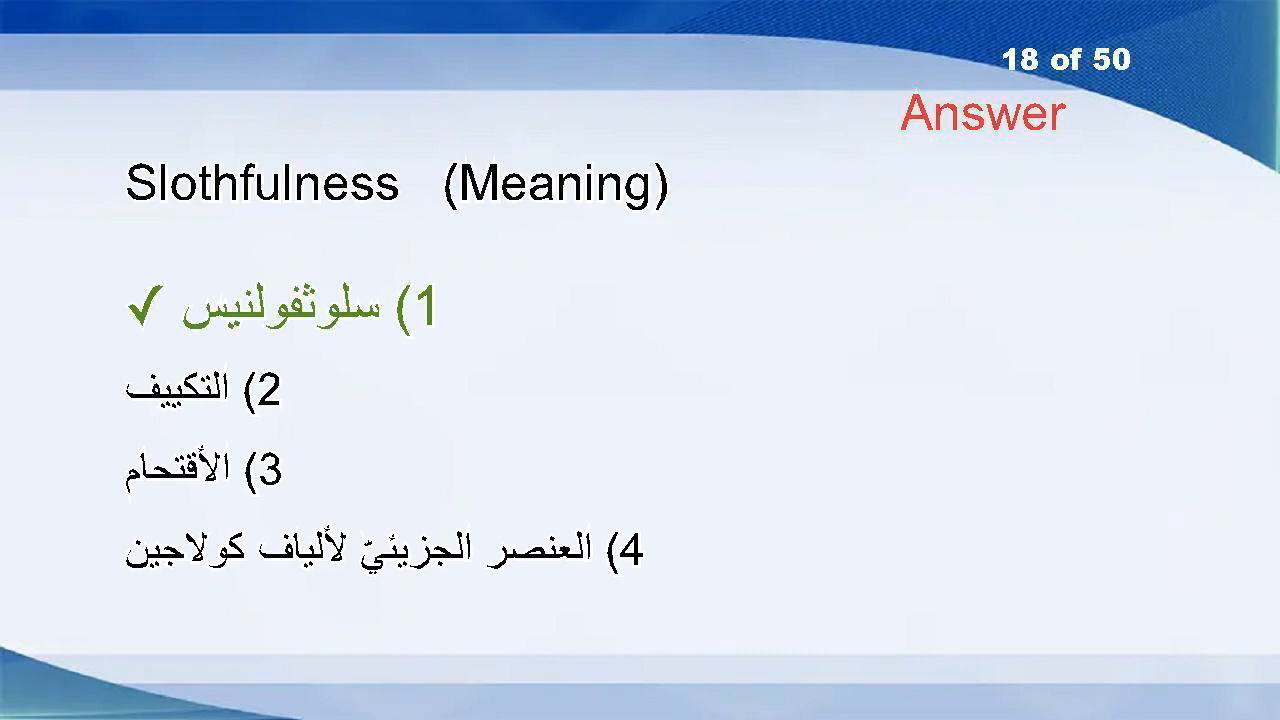 18 of 50
Answer
Slothfulness (Meaning)
1) سلوثفولنيس ✓
2) التكييف
3) الأقتحام
4) العنصر الجزيئيّ لألياف كولاجين